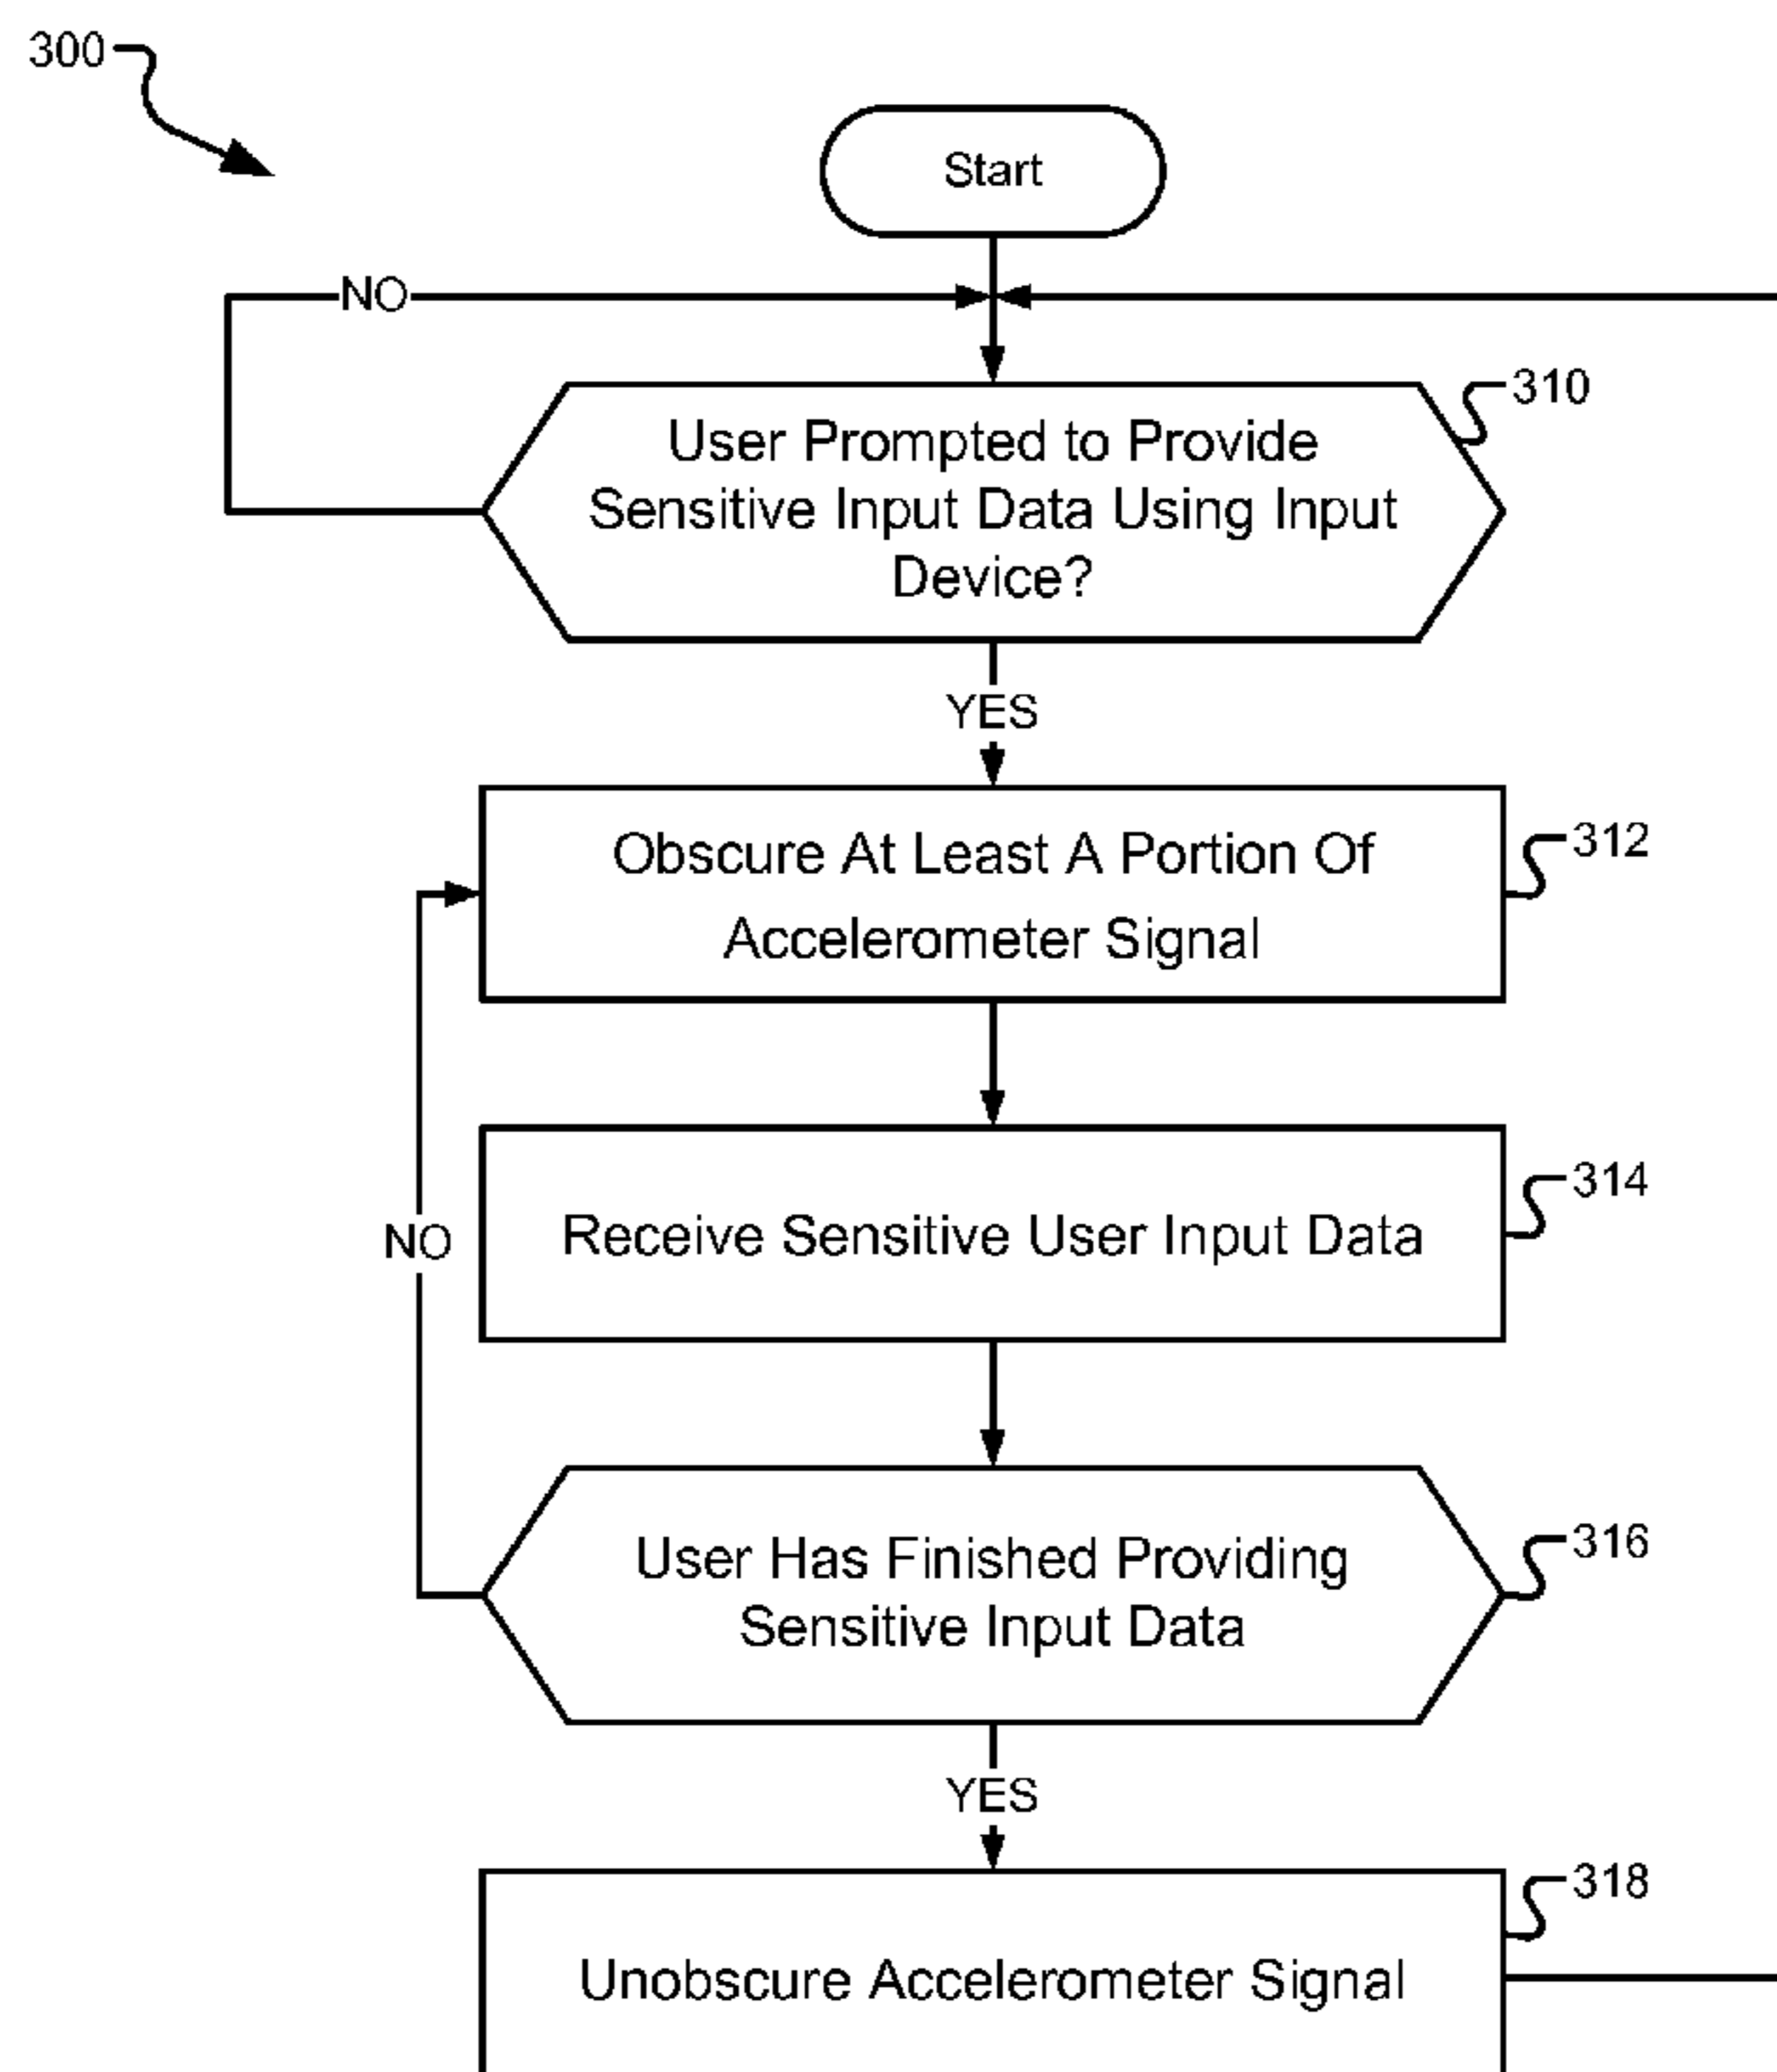 300
Start
NO
310
User Prompted to Provide
Sensitive Input Data Using Input
Device?
YES
312
Obscure At Least A Portion Of
Accelerometer Signal
314
NO
Receive Sensitive User Input Data
316
User Has Finished Providing
Sensitive Input Data
YES
318
Unobscure Accelerometer Signal